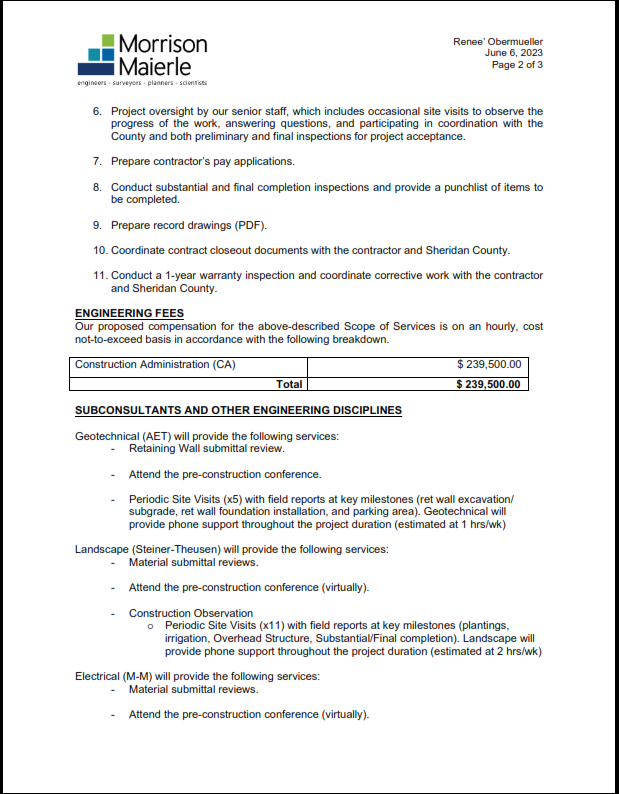 Morrison
Maierle
engineers · surveyors · planners · scientists
Renee' Obermueller
June 6, 2023
Page 2 of 3
6. Project oversight by our senior staff, which includes occasional site visits to observe the
progress of the work, answering questions, and participating in coordination with the
County and both preliminary and final inspections for project acceptance.
7. Prepare contractor's pay applications.
8. Conduct substantial and final completion inspections and provide a punchlist of items to
be completed.
9. Prepare record drawings (PDF).
10. Coordinate contract closeout documents with the contractor and Sheridan County.
11. Conduct a 1-year warranty inspection and coordinate corrective work with the contractor
and Sheridan County.
ENGINEERING FEES
Our proposed compensation for the above-described Scope of Services is on an hourly, cost
not-to-exceed basis in accordance with the following breakdown.
Construction Administration (CA) $ 239,500.00
Total $ 239,500.00
SUBCONSULTANTS AND OTHER ENGINEERING DISCIPLINES
Geotechnical (AET) will provide the following services:
- Retaining Wall submittal review.
- Attend the pre-construction conference.
- Periodic Site Visits (x5) with field reports at key milestones (ret wall excavation/
subgrade, ret wall foundation installation, and parking area). Geotechnical will
provide phone support throughout the project duration (estimated at 1 hrs/wk)
Landscape (Steiner-Theusen) will provide the following services:
- Material submittal reviews.
- Attend the pre-construction conference (virtually).
- Construction Observation
o Periodic Site Visits (x11) with field reports at key milestones (plantings,
irrigation, Overhead Structure, Substantial/Final completion). Landscape will
provide phone support throughout the project duration (estimated at 2 hrs/wk)
Electrical (M-M) will provide the following services:
- Material submittal reviews.
- Attend the pre-construction conference (virtually).